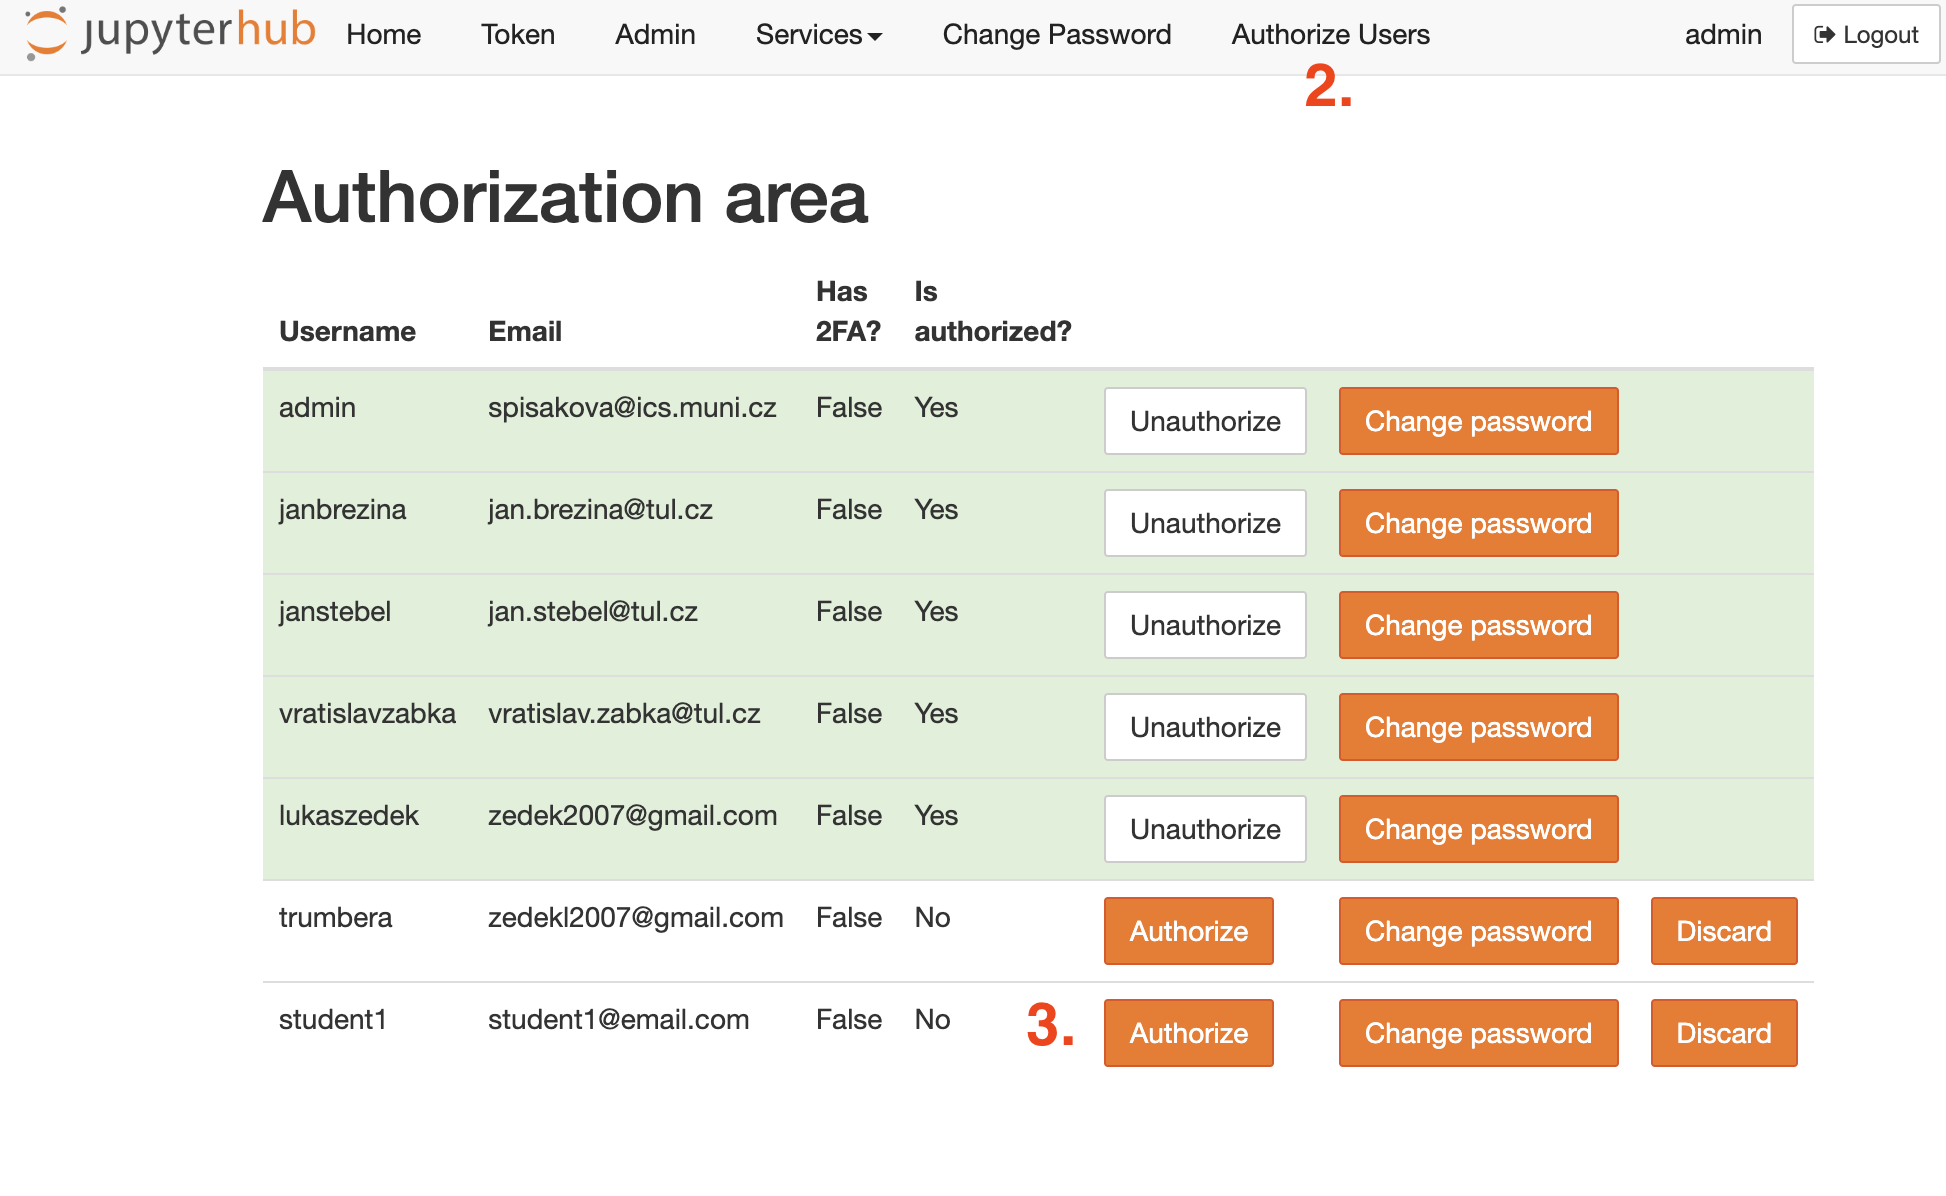 jupyterhub Home Token Admin Services Change Password Authorize Users admin Logout
2.
Authorization area
Username Email Has 2FA? Is authorized?
admin spisakova@ics.muni.cz False Yes Unauthorize Change password
janbrezina jan.brezina@tul.cz False Yes Unauthorize Change password
janstebel jan.stebel@tul.cz False Yes Unauthorize Change password
vratislavzabka vratislav.zabka@tul.cz False Yes Unauthorize Change password
lukaszedek zedek2007@gmail.com False Yes Unauthorize Change password
trumbera zedekl2007@gmail.com False No Authorize Change password Discard
student1 student1@email.com False No 3. Authorize Change password Discard